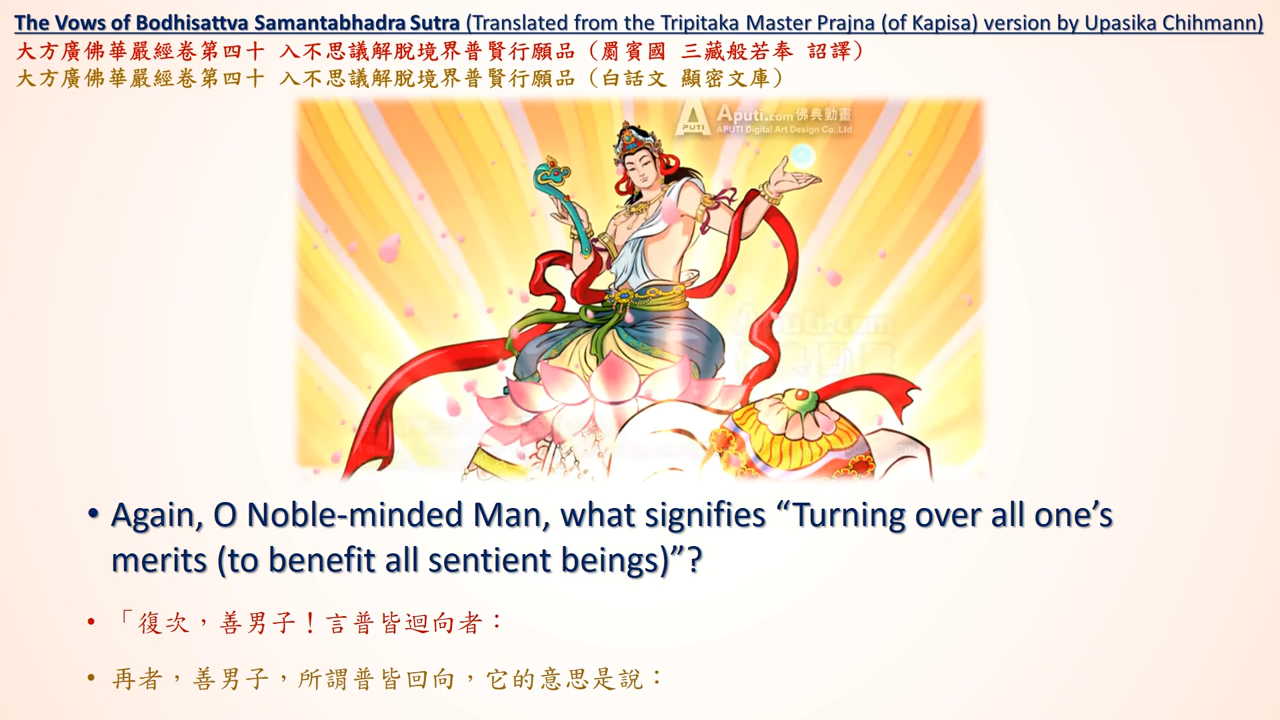 The Vows of Bodhisattva Samantabhadra Sutra (Translated from the Tripitaka Master Prajna (of Kapisa) version by Upasika Chihmann)
大方廣佛華嚴經卷第四十 入不思議解脫境界普賢行願品（罽賓國 三藏般若奉 詔譯）
大方廣佛華嚴經卷第四十 入不思議解脫境界普賢行願品（白話文 顯密文庫）
APUTI
Aputi.com 佛典動畫
APUTI Digital Art Design Co.,Ltd
Aputi.com
佛典動畫
• Again, O Noble-minded Man, what signifies “Turning over all one’s
merits (to benefit all sentient beings)”?
• 「復次，善男子！言普皆迴向者：
• 再者，善男子，所謂普皆回向，它的意思是說：